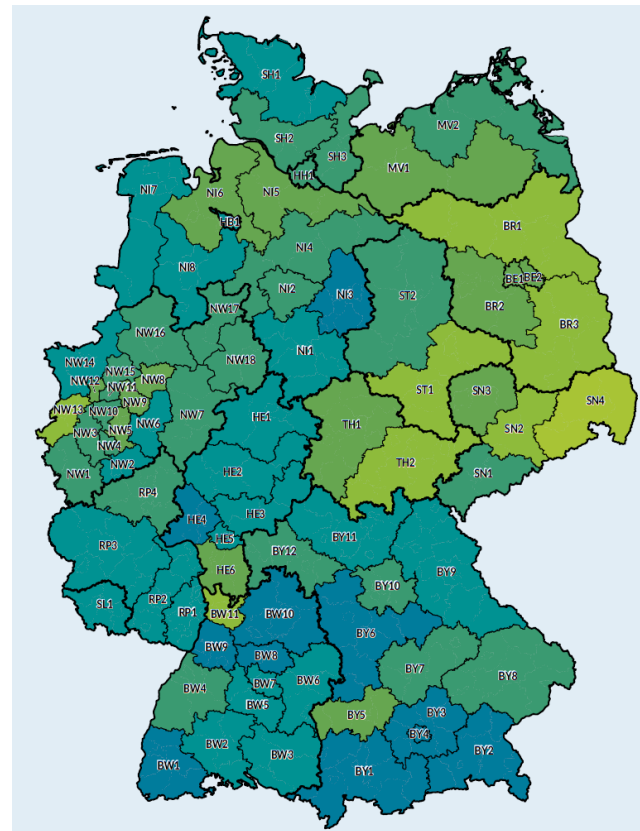 SH1
MV2
SH2
SH3
MV1
HH1
NI7
NI6
NI5
HB1
BR1
NI4
NI8
BE1
BE2
NI2
NI3
ST2
BR2
NW17
BR3
NW16
NW18
NI1
NW14
NW15
NW12
NW8
NW11
ST1
SN3
NW9
SN4
NW13
NW10
NW7
HE1
TH1
NW6
NW5
SN2
NW3
NW4
TH2
NW2
HE2
NW1
SN1
RP4
HE3
HE4
BY11
HE5
RP3
BY12
HE6
BY9
BY10
RP2
SL1
RP1
BW11
BW10
BY6
BW9
BW8
BY7
BY8
BW6
BW7
BW4
BW5
BY5
BY3
BY4
BW2
BW3
BY2
BW1
BY1